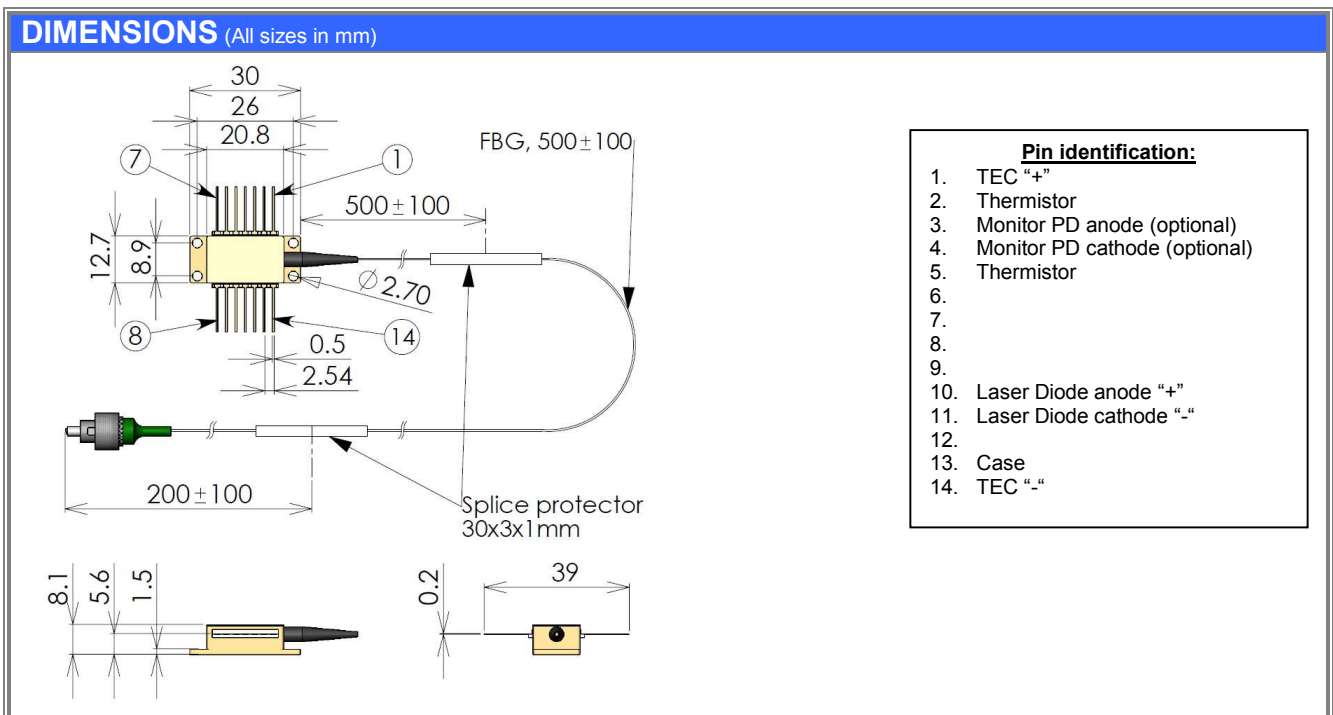 DIMENSIONS (All sizes in mm)
30
26
20.8
7
1
FBG, 500±100
500±100
12.7
8.9
Ø 2.70
8
14
0.5
2.54
200±100
Splice protector
30x3x1mm
8.1
5.6
1.5
0.2
39
Pin identification:
1. TEC “+”
2. Thermistor
3. Monitor PD anode (optional)
4. Monitor PD cathode (optional)
5. Thermistor
6.
7.
8.
9.
10. Laser Diode anode “+”
11. Laser Diode cathode “-“
12.
13. Case
14. TEC “-“